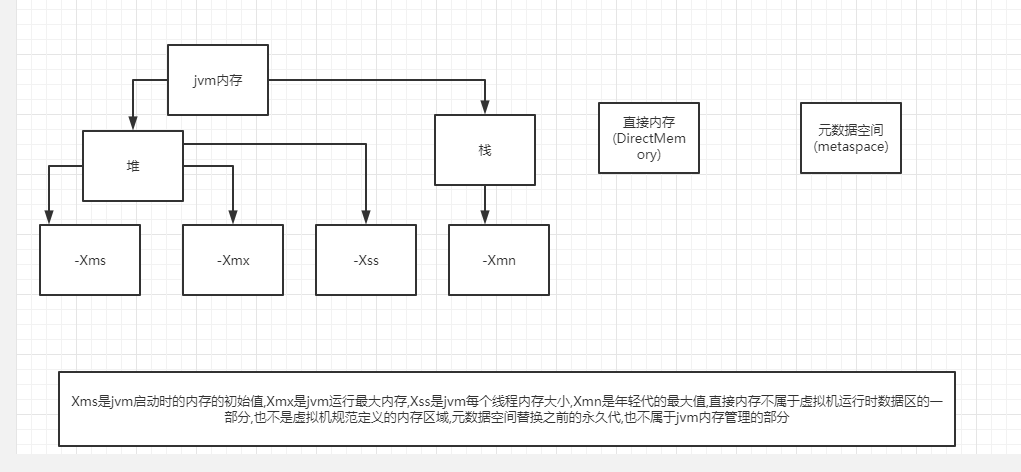 jvm内存
堆
栈
直接内存
(DirectMem
ory)
元数据空间
(metaspace)
-Xms
-Xmx
-Xss
-Xmn
Xms是jvm启动时的内存的初始值,Xmx是jvm运行最大内存,Xss是jvm每个线程内存大小,Xmn是年轻代的最大值,直接内存不属于虚拟机运行时数据区的一
部分,也不是虚拟机规范定义的内存区域,元数据空间替换之前的永久代,也不属于jvm内存管理的部分